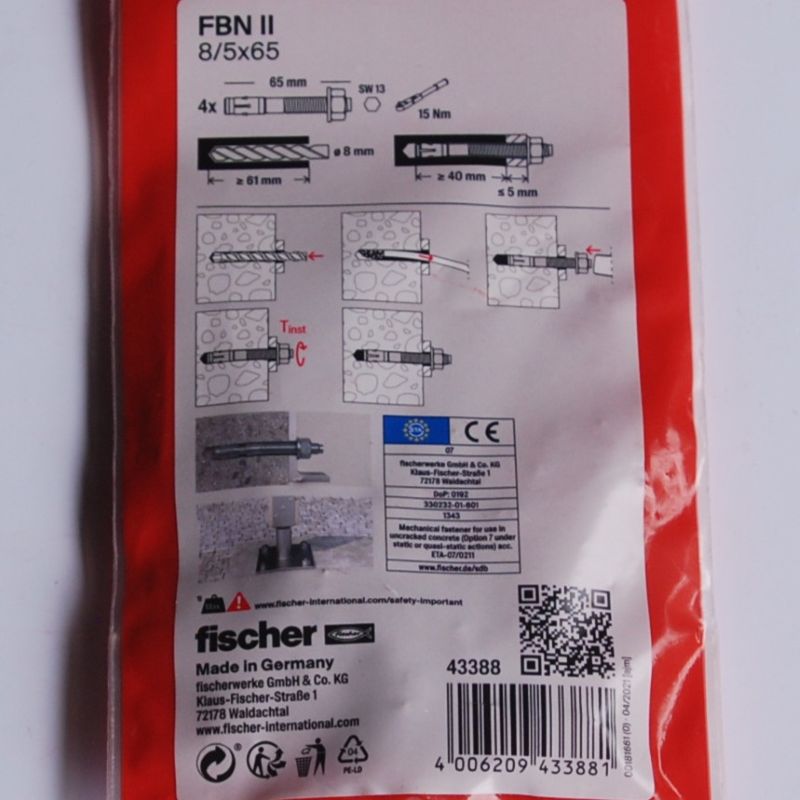 FBN II
8/5x65
65 mm
SW 13
4x
15 Nm
ø 8 mm
≥ 61 mm
≥ 40 mm
≤ 5 mm
Tinst
ETA
CE
07
fischerwerke GmbH & Co. KG
Klaus-Fischer-Straße 1
72178 Waldachtal
DoP: 0192
330232-01-601
1343
Mechanical fastener for use in
uncracked concrete (Option 7 under
static or quasi-static actions) acc.
ETA-07/0211
www.fischer.de/sdb
www.fischer-international.com/safety-important
fischer
Made in Germany
fischerwerke GmbH & Co. KG
Klaus-Fischer-Straße 1
72178 Waldachtal
www.fischer-international.com
43388
4 006209 433881
04
PE-LD